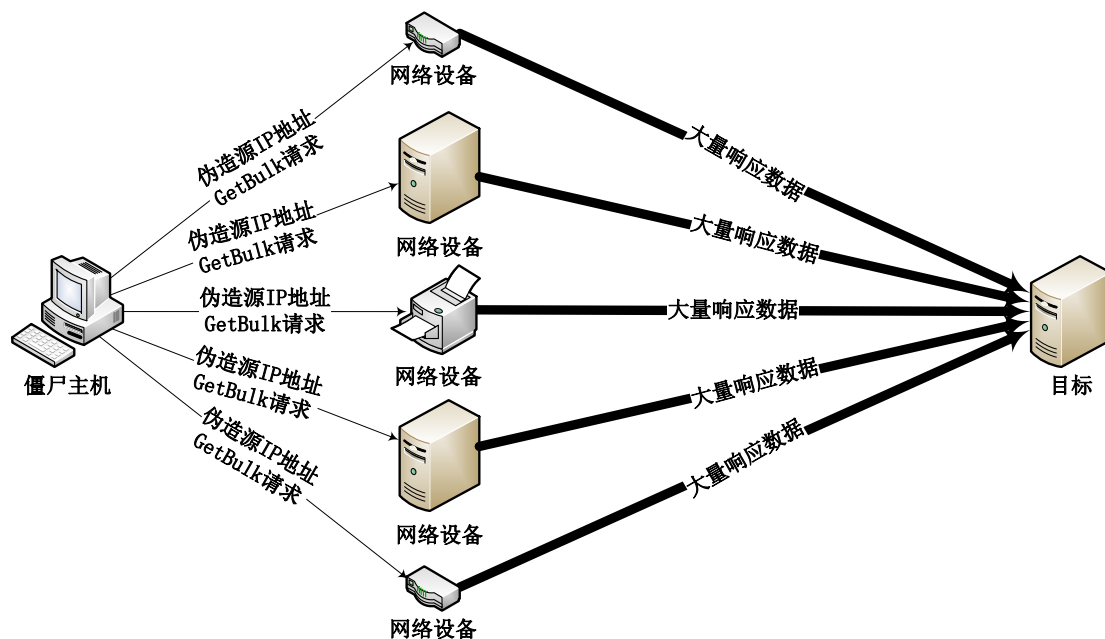 网络设备
伪造源IP地址
GetBulk请求
大量响应数据
伪造源IP地址
GetBulk请求
网络设备
大量响应数据
伪造源IP地址
GetBulk请求
大量响应数据
僵尸主机
网络设备
目标
伪造源IP地址
GetBulk请求
大量响应数据
伪造源IP地址
GetBulk请求
大量响应数据
网络设备
网络设备